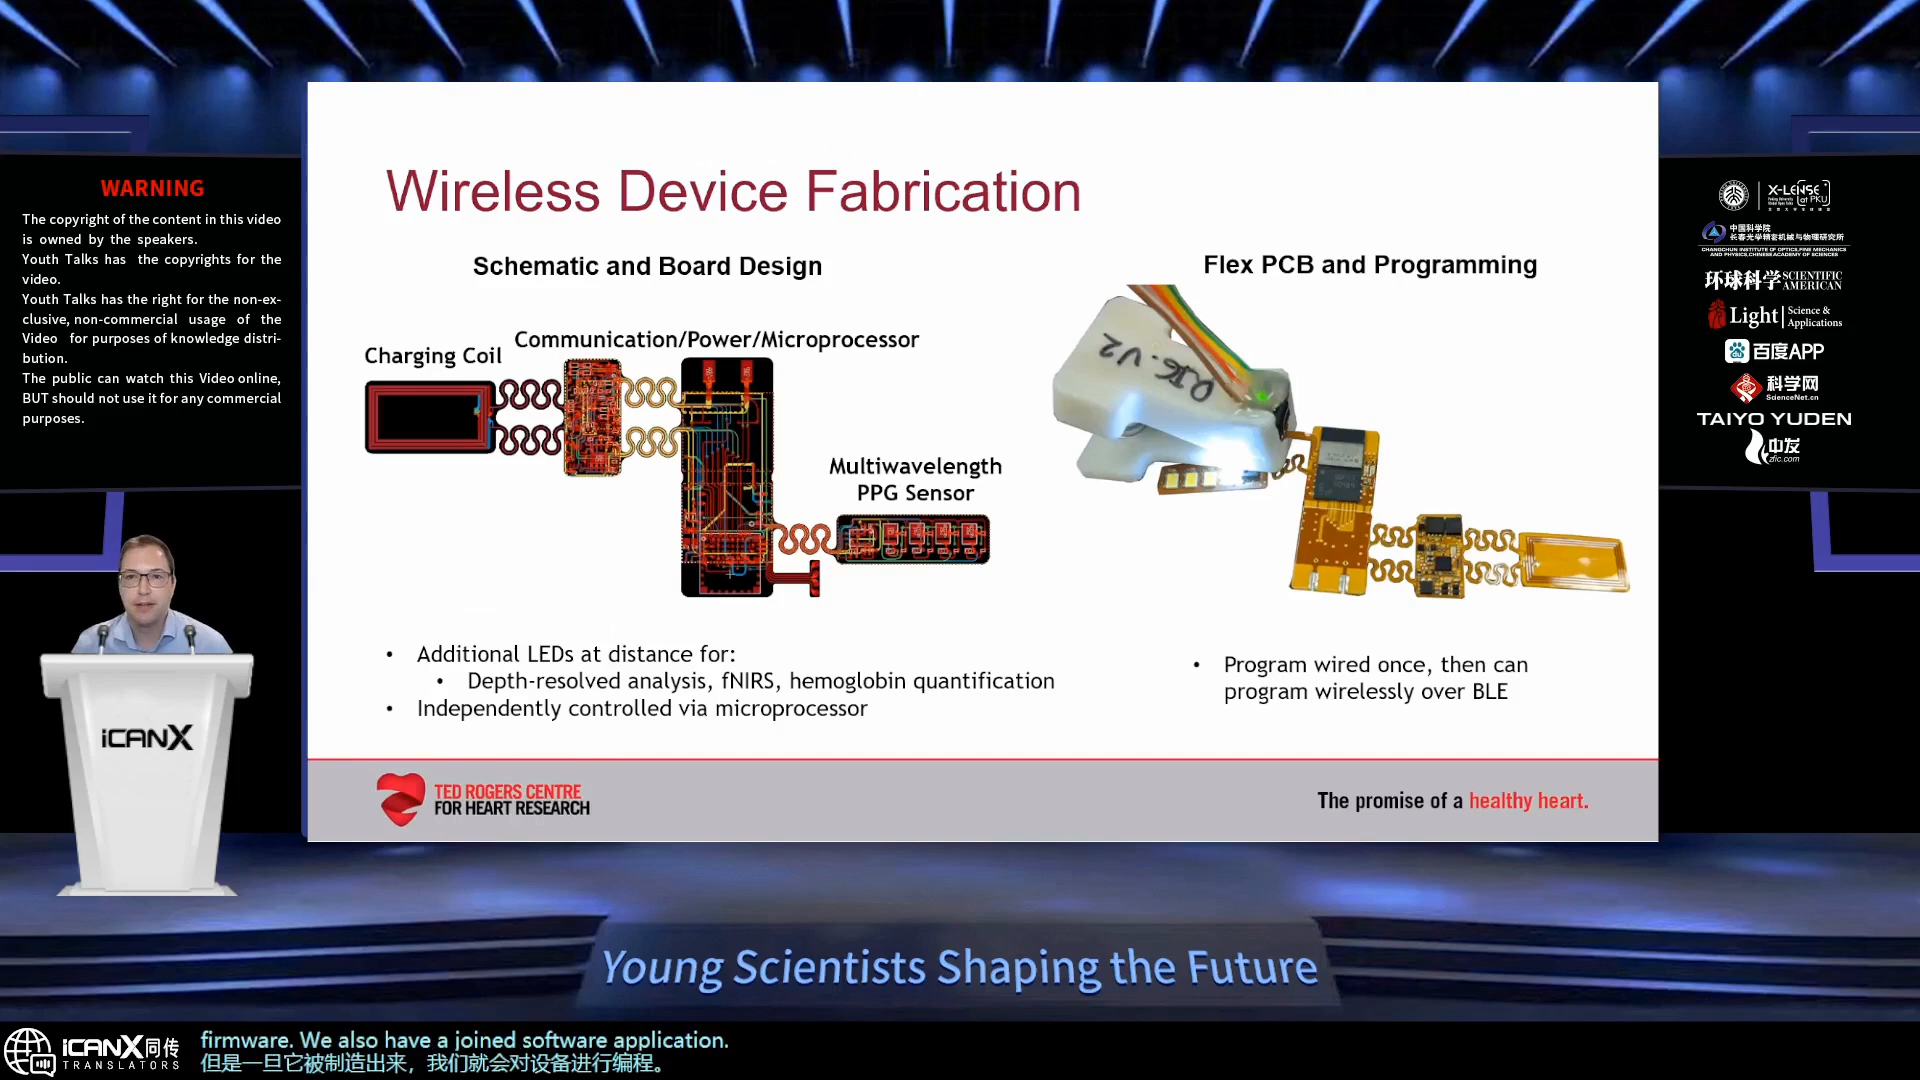 WARNING
The copyright of the content in this video
is owned by the speakers.
Youth Talks has the copyrights for the
video.
Youth Talks has the right for the non-ex-
clusive, non-commercial usage of the
Video for purposes of knowledge distri-
bution.
The public can watch this Video online,
BUT should not use it for any commercial
purposes.
Wireless Device Fabrication
Schematic and Board Design
Flex PCB and Programming
Charging Coil
Communication/Power/Microprocessor
Multiwavelength
PPG Sensor
• Additional LEDs at distance for:
• Depth-resolved analysis, fNIRS, hemoglobin quantification
• Independently controlled via microprocessor
• Program wired once, then can
program wirelessly over BLE
TED ROGERS CENTRE
FOR HEART RESEARCH
The promise of a healthy heart.
X-LENSE
at PKU
中国科学院
长春光学精密机械与物理研究所
CHANGCHUN INSTITUTE OF OPTICS, FINE MECHANICS
AND PHYSICS, CHINESE ACADEMY OF SCIENCES
环球科学 SCIENTIFIC
AMERICAN
Light Science &
Applications
百度APP
科学网
ScienceNet.cn
TAIYO YUDEN
中发
zfic.com
iCANX
Young Scientists Shaping the Future
iCANX同传
TRANSLATORS
firmware. We also have a joined software application.
但是一旦它被制造出来，我们就会对设备进行编程。